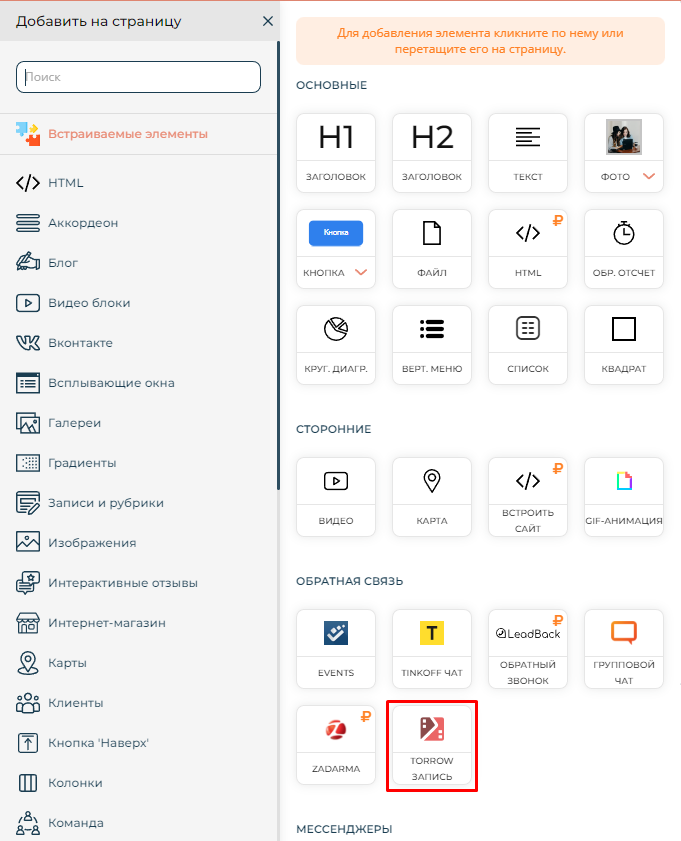 Добавить на страницу
Поиск
Встраиваемые элементы
HTML
Аккордеон
Блог
Видео блоки
Вконтакте
Всплывающие окна
Галереи
Градиенты
Записи и рубрики
Изображения
Интерактивные отзывы
Интернет-магазин
Карты
Клиенты
Кнопка 'Наверх'
Колонки
Команда
Для добавления элемента кликните по нему или
перетащите его на страницу.
ОСНОВНЫЕ
H1
H2
ЗАГОЛОВОК
ЗАГОЛОВОК
ТЕКСТ
ФОТО
Кнопка
₽
КНОПКА
ФАЙЛ
HTML
ОБР. ОТСЧЕТ
КРУГ. ДИАГР.
ВЕРТ. МЕНЮ
СПИСОК
КВАДРАТ
СТОРОННИЕ
₽
ВИДЕО
КАРТА
ВСТРОИТЬ
САЙТ
GIF-АНИМАЦИЯ
ОБРАТНАЯ СВЯЗЬ
T
LeadBack
₽
EVENTS
TINKOFF ЧАТ
ОБРАТНЫЙ
ЗВОНОК
ГРУППОВОЙ
ЧАТ
₽
ZADARMA
TORROW
ЗАПИСЬ
МЕССЕНДЖЕРЫ